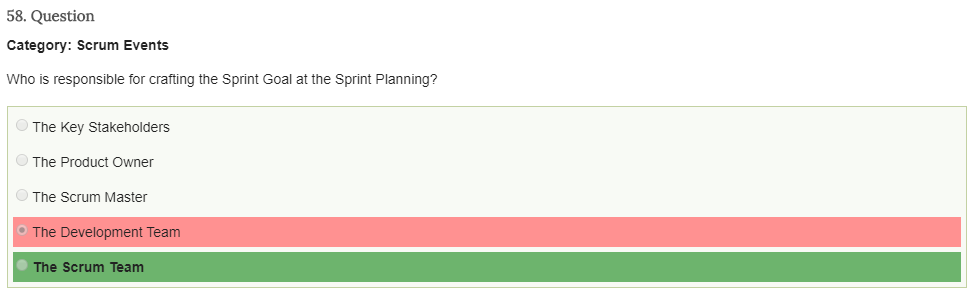 58. Question
Category: Scrum Events
Who is responsible for crafting the Sprint Goal at the Sprint Planning?
The Key Stakeholders
The Product Owner
The Scrum Master
The Development Team
The Scrum Team